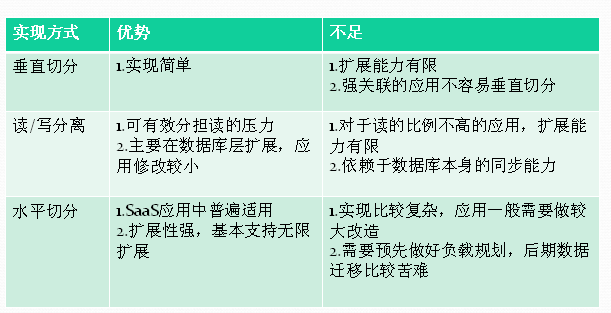 实现方式 优势 不足
垂直切分 1.实现简单 1.扩展能力有限
2.强关联的应用不容易垂直切分
读/写分离 1.可有效分担读的压力 1.对于读的比例不高的应用，扩展能
2.主要在数据库层扩展，应 力有限
用修改较小 2.依赖于数据库本身的同步能力
水平切分 1.SaaS应用中普遍适用 1.实现比较复杂，应用一般需要做较
2.扩展性强，基本支持无限 大改造
扩展 2.需要预先做好负载规划，后期数据
迁移比较苦难